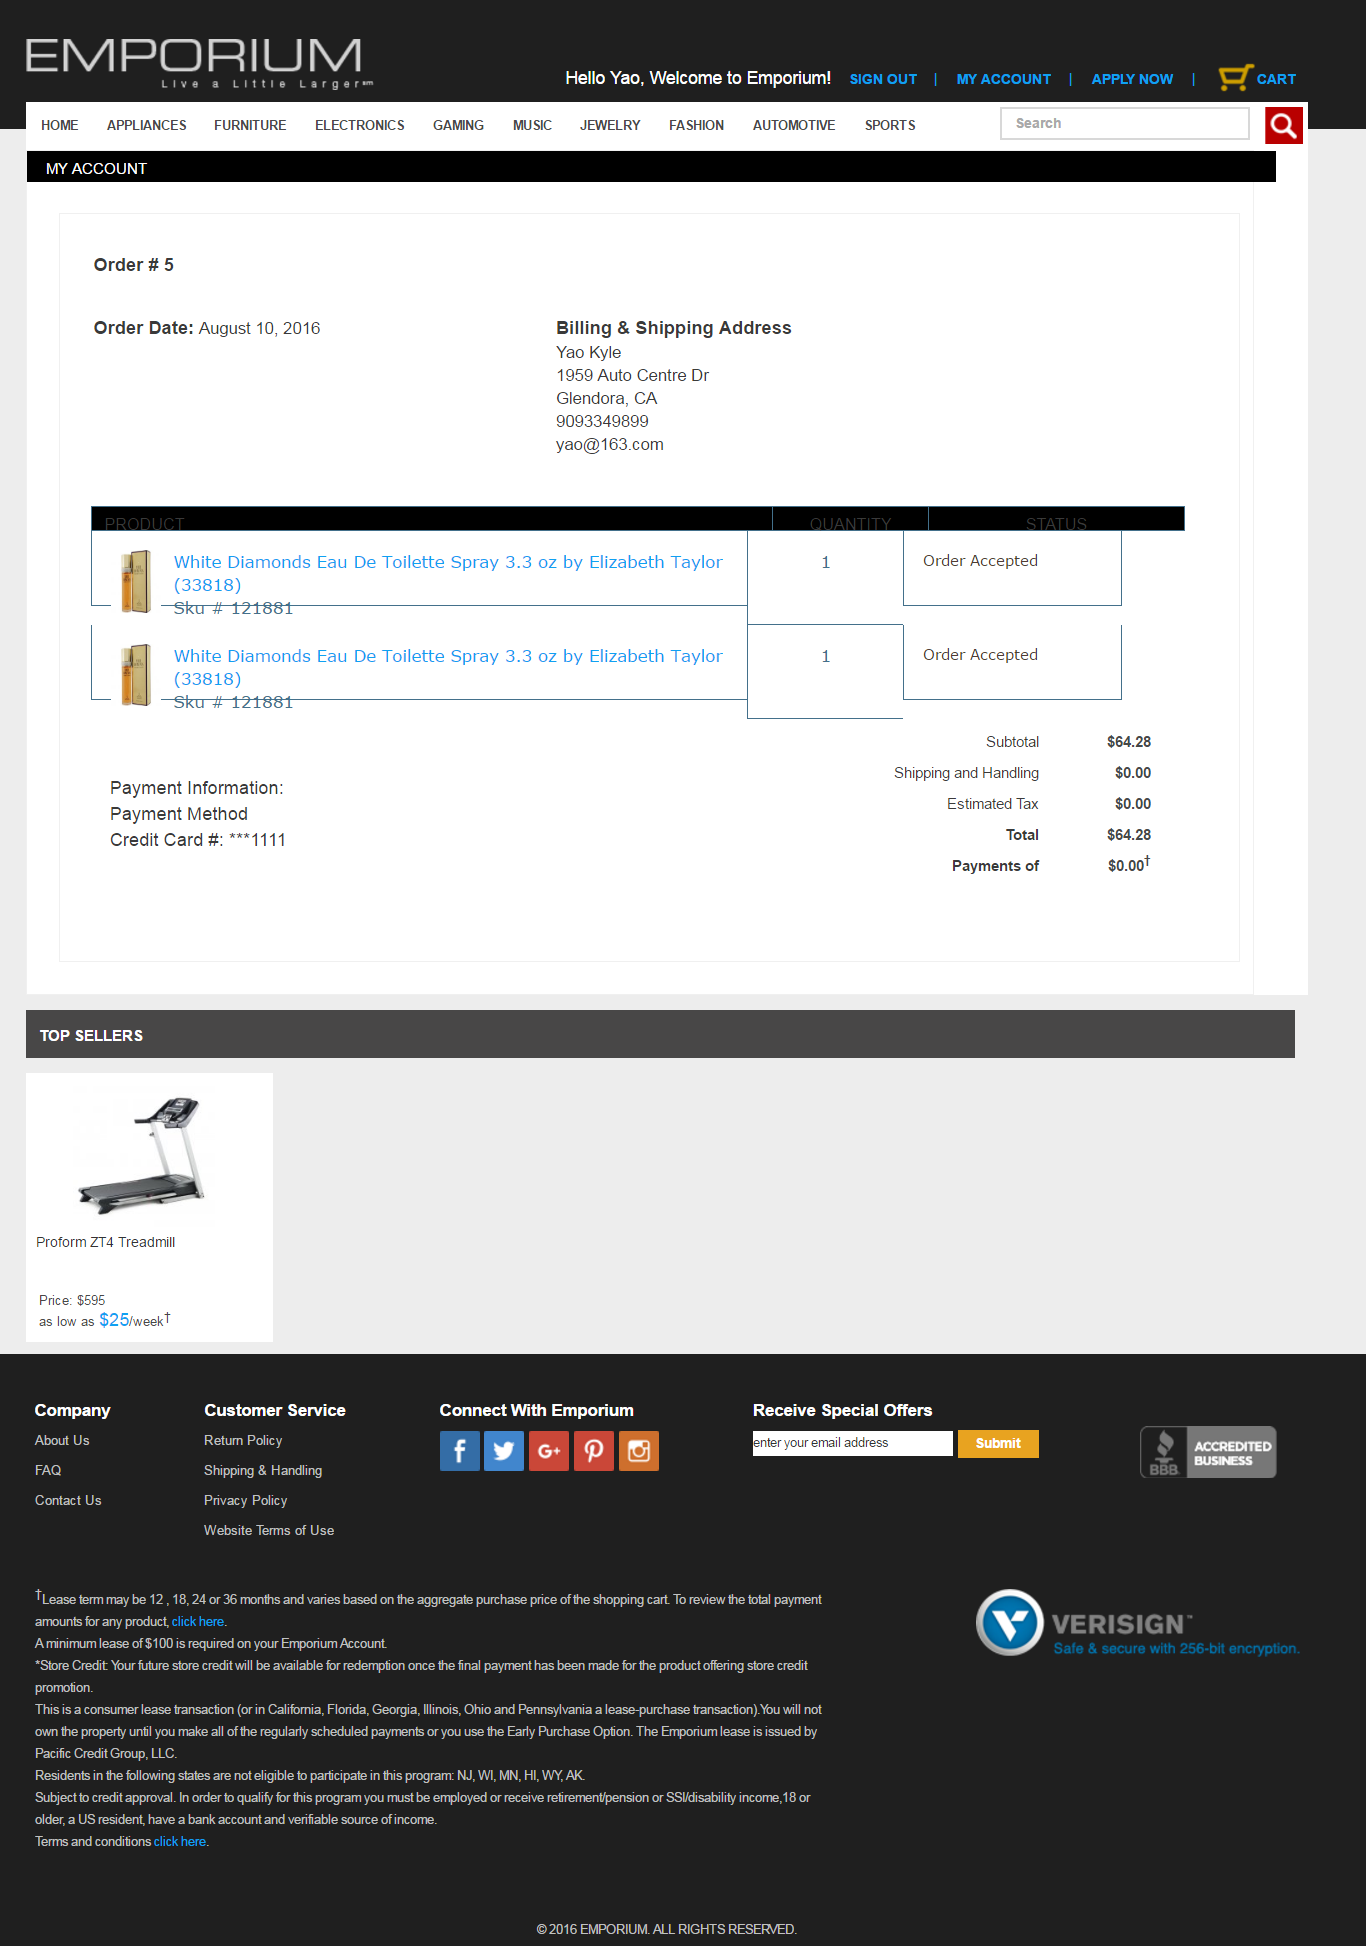 EMPORIUM
Live a Little Larger℠
Hello Yao, Welcome to Emporium! SIGN OUT | MY ACCOUNT | APPLY NOW | CART
HOME APPLIANCES FURNITURE ELECTRONICS GAMING MUSIC JEWELRY FASHION AUTOMOTIVE SPORTS Search
MY ACCOUNT
Order # 5
Order Date: August 10, 2016
Billing & Shipping Address
Yao Kyle
1959 Auto Centre Dr
Glendora, CA
9093349899
yao@163.com
PRODUCT QUANTITY STATUS
White Diamonds Eau De Toilette Spray 3.3 oz by Elizabeth Taylor 1 Order Accepted
(33818)
Sku # 121881
White Diamonds Eau De Toilette Spray 3.3 oz by Elizabeth Taylor 1 Order Accepted
(33818)
Sku # 121881
Subtotal $64.28
Shipping and Handling $0.00
Estimated Tax $0.00
Total $64.28
Payments of $0.00†
Payment Information:
Payment Method
Credit Card #: ***1111
TOP SELLERS
Proform ZT4 Treadmill
Price: $595
as low as $25/week†
Company
About Us
FAQ
Contact Us
Customer Service
Return Policy
Shipping & Handling
Privacy Policy
Website Terms of Use
Connect With Emporium
Receive Special Offers
enter your email address Submit
BBB. ACCREDITED
BUSINESS
†Lease term may be 12 , 18, 24 or 36 months and varies based on the aggregate purchase price of the shopping cart. To review the total payment
amounts for any product, click here.
A minimum lease of $100 is required on your Emporium Account.
*Store Credit: Your future store credit will be available for redemption once the final payment has been made for the product offering store credit
promotion.
This is a consumer lease transaction (or in California, Florida, Georgia, Illinois, Ohio and Pennsylvania a lease-purchase transaction).You will not
own the property until you make all of the regularly scheduled payments or you use the Early Purchase Option. The Emporium lease is issued by
Pacific Credit Group, LLC.
Residents in the following states are not eligible to participate in this program: NJ, WI, MN, HI, WY, AK.
Subject to credit approval. In order to qualify for this program you must be employed or receive retirement/pension or SSI/disability income,18 or
older, a US resident, have a bank account and verifiable source of income.
Terms and conditions click here.
VERISIGN™
Safe & secure with 256-bit encryption.
© 2016 EMPORIUM. ALL RIGHTS RESERVED.